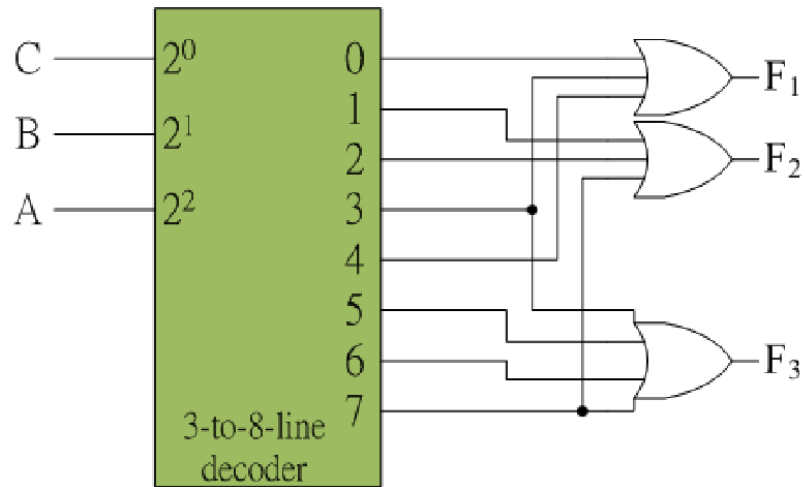 C 2⁰ 0
F₁
1
B 2¹
2 F₂
A 2² 3
4
5
6 F₃
7
3-to-8-line
decoder